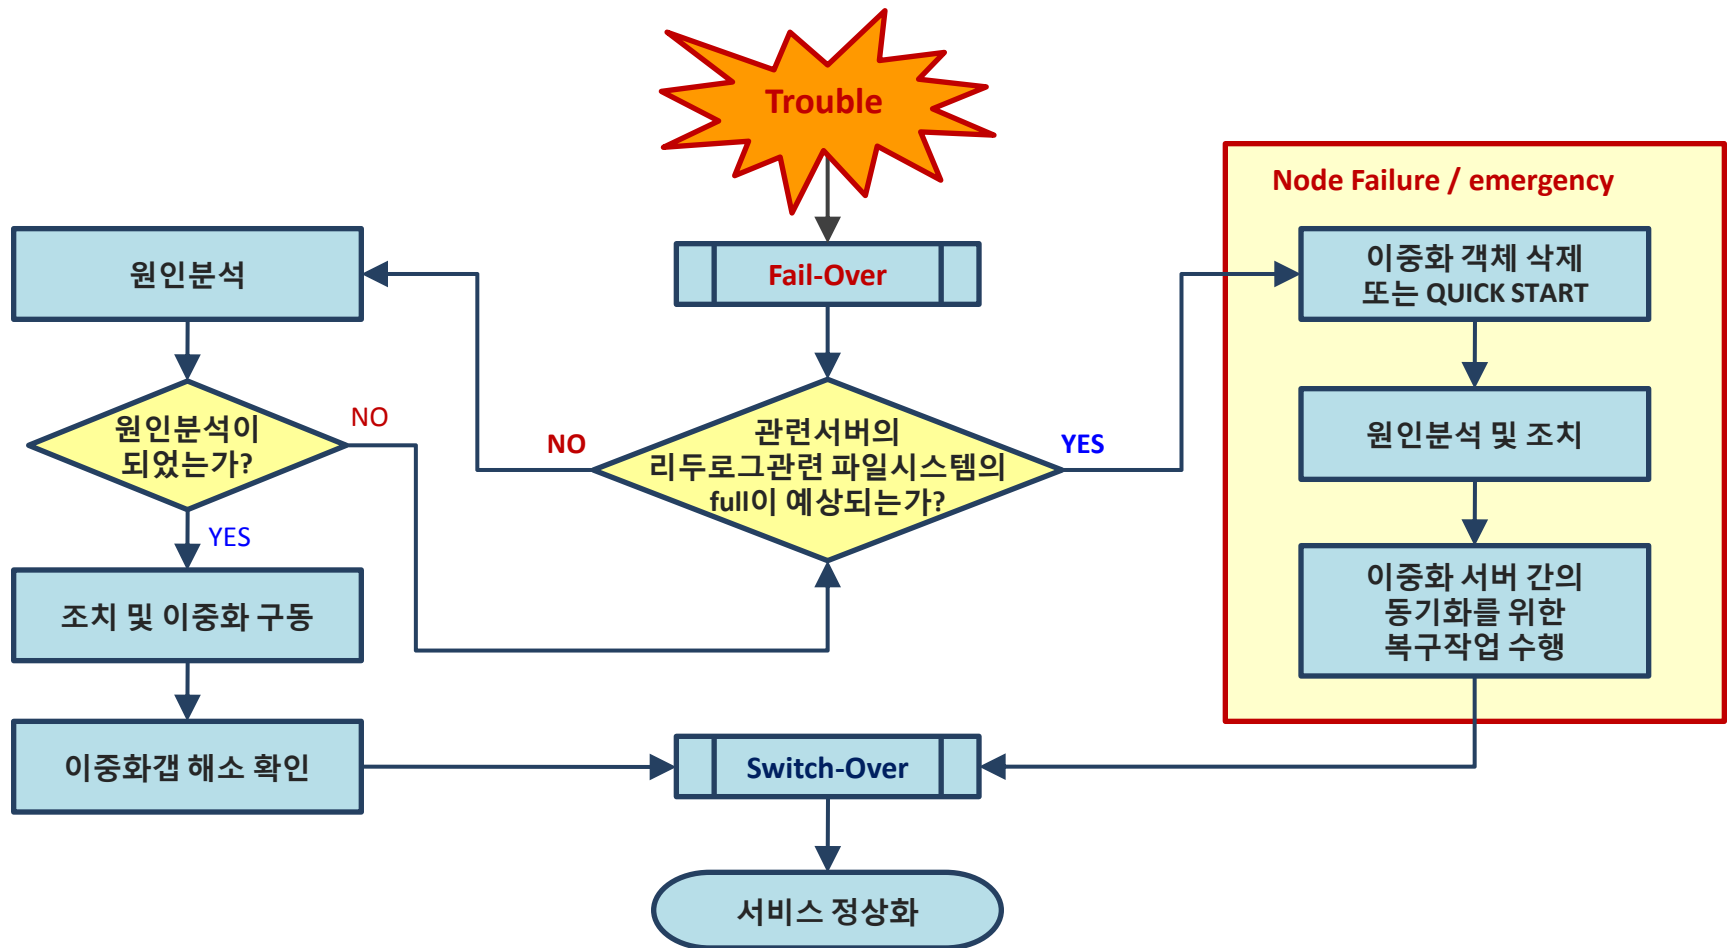 Trouble
Node Failure / emergency
Fail-Over
원인분석
이중화 객체 삭제
또는 QUICK START
원인분석이
되었는가?
NO
NO
관련서버의
리두로그관련 파일시스템의
full이 예상되는가?
YES
원인분석 및 조치
YES
조치 및 이중화 구동
이중화 서버 간의
동기화를 위한
복구작업 수행
이중화갭 해소 확인
Switch-Over
서비스 정상화